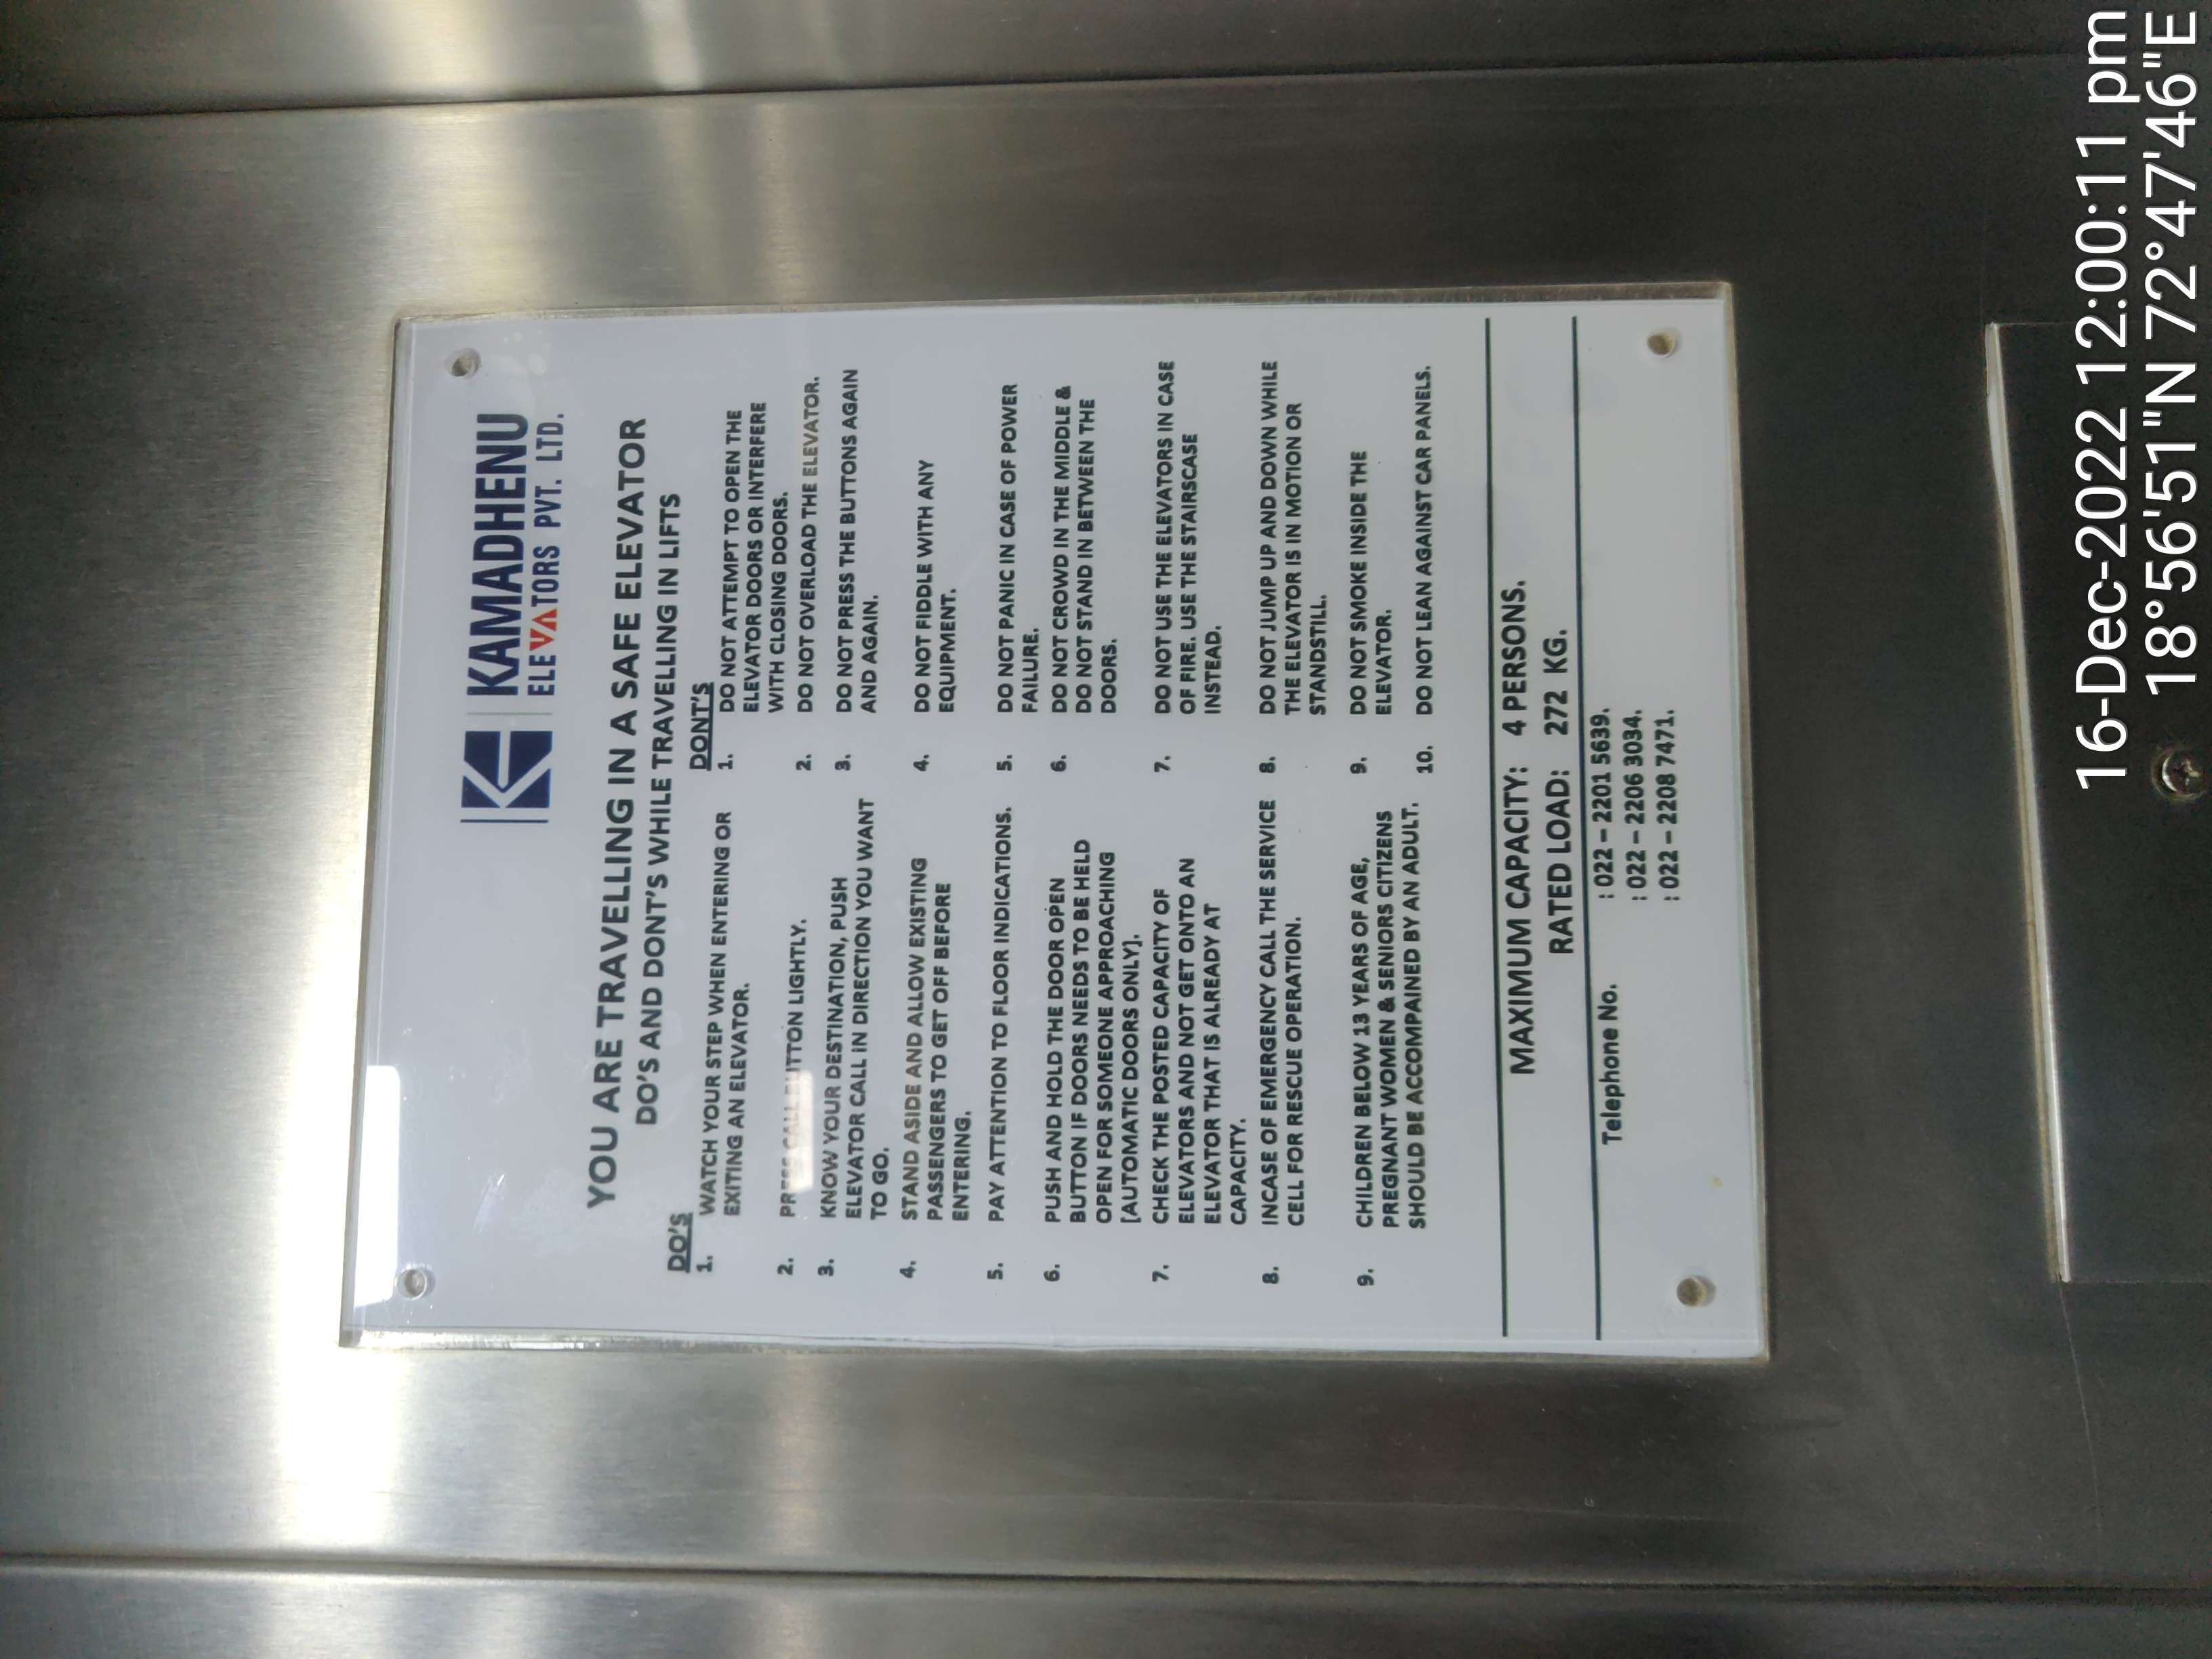 KAMADHENU
ELEVATORS PVT. LTD.
YOU ARE TRAVELLING IN A SAFE ELEVATOR
DO'S AND DONT'S WHILE TRAVELLING IN LIFTS
DO'S
1. WATCH YOUR STEP WHEN ENTERING OR
EXITING AN ELEVATOR.
2. PRESS CALL BUTTON LIGHTLY.
3. KNOW YOUR DESTINATION, PUSH
ELEVATOR CALL IN DIRECTION YOU WANT
TO GO.
4. STAND ASIDE AND ALLOW EXISTING
PASSENGERS TO GET OFF BEFORE
ENTERING.
5. PAY ATTENTION TO FLOOR INDICATIONS.
6. PUSH AND HOLD THE DOOR OPEN
BUTTON IF DOORS NEEDS TO BE HELD
OPEN FOR SOMEONE APPROACHING
[AUTOMATIC DOORS ONLY].
7. CHECK THE POSTED CAPACITY OF
ELEVATORS AND NOT GET ONTO AN
ELEVATOR THAT IS ALREADY AT
CAPACITY.
8. INCASE OF EMERGENCY CALL THE SERVICE
CELL FOR RESCUE OPERATION.
9. CHILDREN BELOW 13 YEARS OF AGE,
PREGNANT WOMEN & SENIORS CITIZENS
SHOULD BE ACCOMPAINED BY AN ADULT.
DONT'S
1. DO NOT ATTEMPT TO OPEN THE
ELEVATOR DOORS OR INTERFERE
WITH CLOSING DOORS.
2. DO NOT OVERLOAD THE ELEVATOR.
3. DO NOT PRESS THE BUTTONS AGAIN
AND AGAIN.
4. DO NOT FIDDLE WITH ANY
EQUIPMENT.
5. DO NOT PANIC IN CASE OF POWER
FAILURE.
6. DO NOT CROWD IN THE MIDDLE &
DO NOT STAND IN BETWEEN THE
DOORS.
7. DO NOT USE THE ELEVATORS IN CASE
OF FIRE. USE THE STAIRSCASE
INSTEAD.
8. DO NOT JUMP UP AND DOWN WHILE
THE ELEVATOR IS IN MOTION OR
STANDSTILL.
9. DO NOT SMOKE INSIDE THE
ELEVATOR.
10. DO NOT LEAN AGAINST CAR PANELS.
MAXIMUM CAPACITY: 4 PERSONS.
RATED LOAD: 272 KG.
Telephone No. : 022 – 2201 5639.
: 022 – 2206 3034.
: 022 – 2208 7471.
16-Dec-2022 12:00:11 pm
18°56'51"N 72°47'46"E